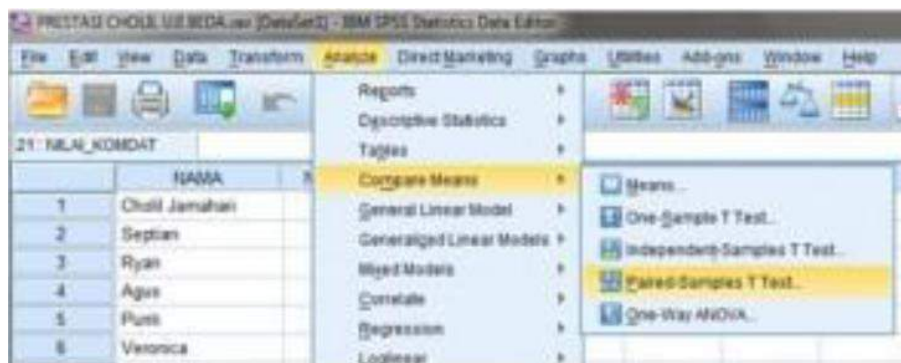 PRESTASI CHOLIL UJI BEDA.sav [DataSet1] - IBM SPSS Statistics Data Editor
File Edit View Data Transform Analyze Direct Marketing Graphs Utilities Add-ons Window Help
21 : NILAI_KOMDAT
NAMA
1 Cholil Jamahari
2 Septian
3 Ryan
4 Agus
5
6 Veronica
Reports
Descriptive Statistics
Tables
Compare Means
General Linear Model
Generalized Linear Models
Mixed Models
Correlate
Regression
Loglinear
Means...
One-Sample T Test...
Independent-Samples T Test...
Paired-Samples T Test...
One-Way ANOVA...